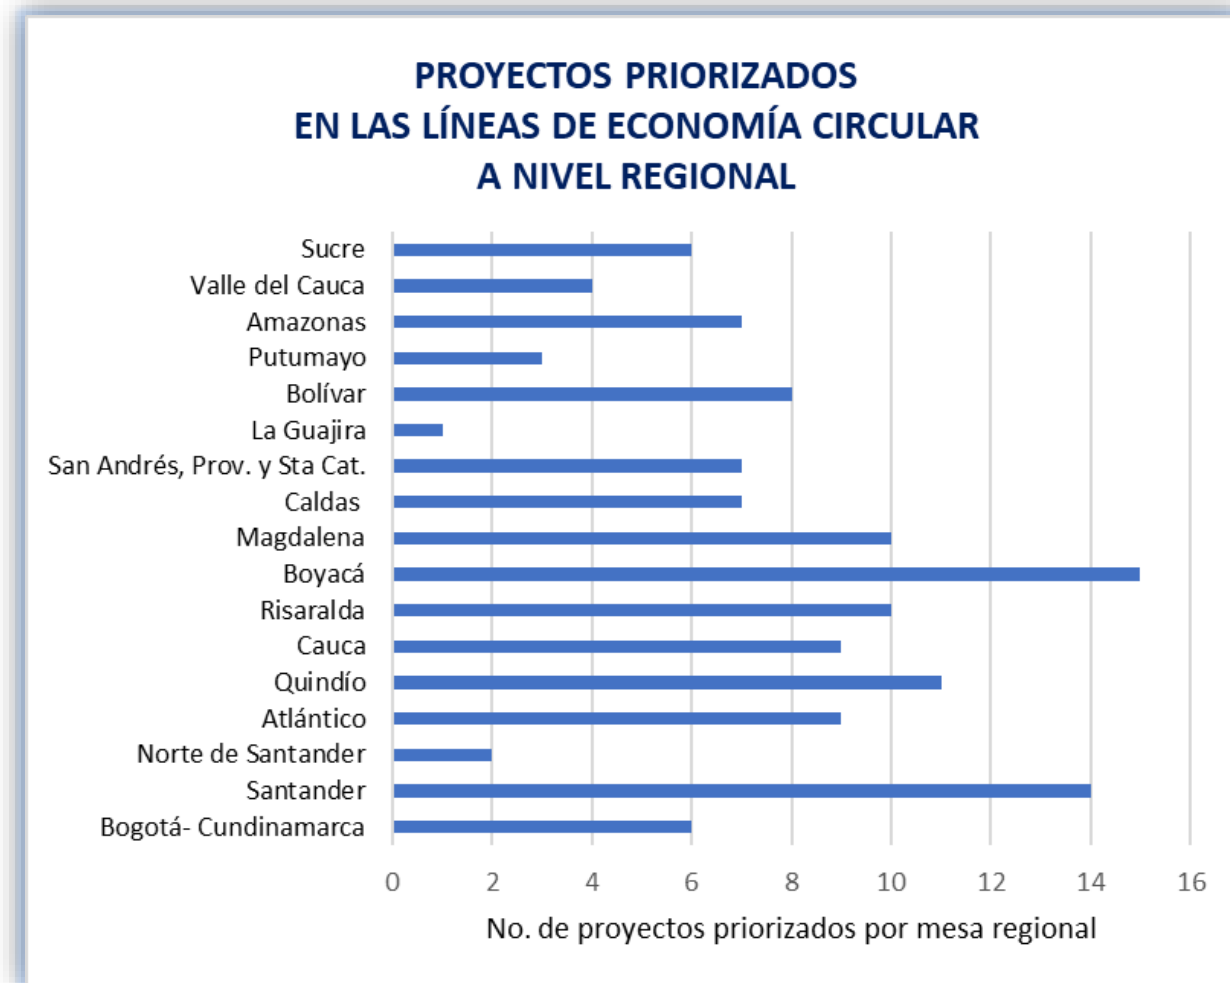 PROYECTOS PRIORIZADOS
EN LAS LÍNEAS DE ECONOMÍA CIRCULAR
A NIVEL REGIONAL
Sucre
Valle del Cauca
Amazonas
Putumayo
Bolívar
La Guajira
San Andrés, Prov. y Sta Cat.
Caldas
Magdalena
Boyacá
Risaralda
Cauca
Quindío
Atlántico
Norte de Santander
Santander
Bogotá- Cundinamarca
0 2 4 6 8 10 12 14 16
No. de proyectos priorizados por mesa regional